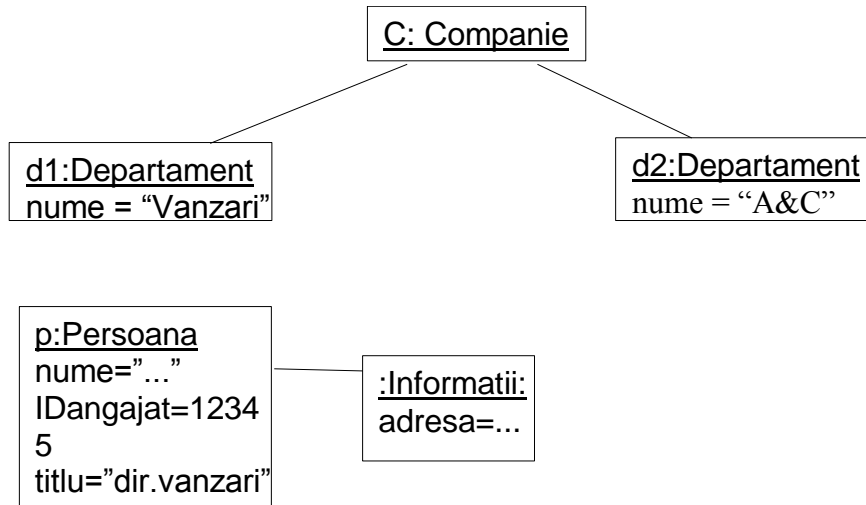 C: Companie
d1:Departament
nume = “Vanzari”
d2:Departament
nume = “A&C”
p:Persoana
nume=”...”
IDangajat=1234
5
titlu=”dir.vanzari”
:Informatii:
adresa=...